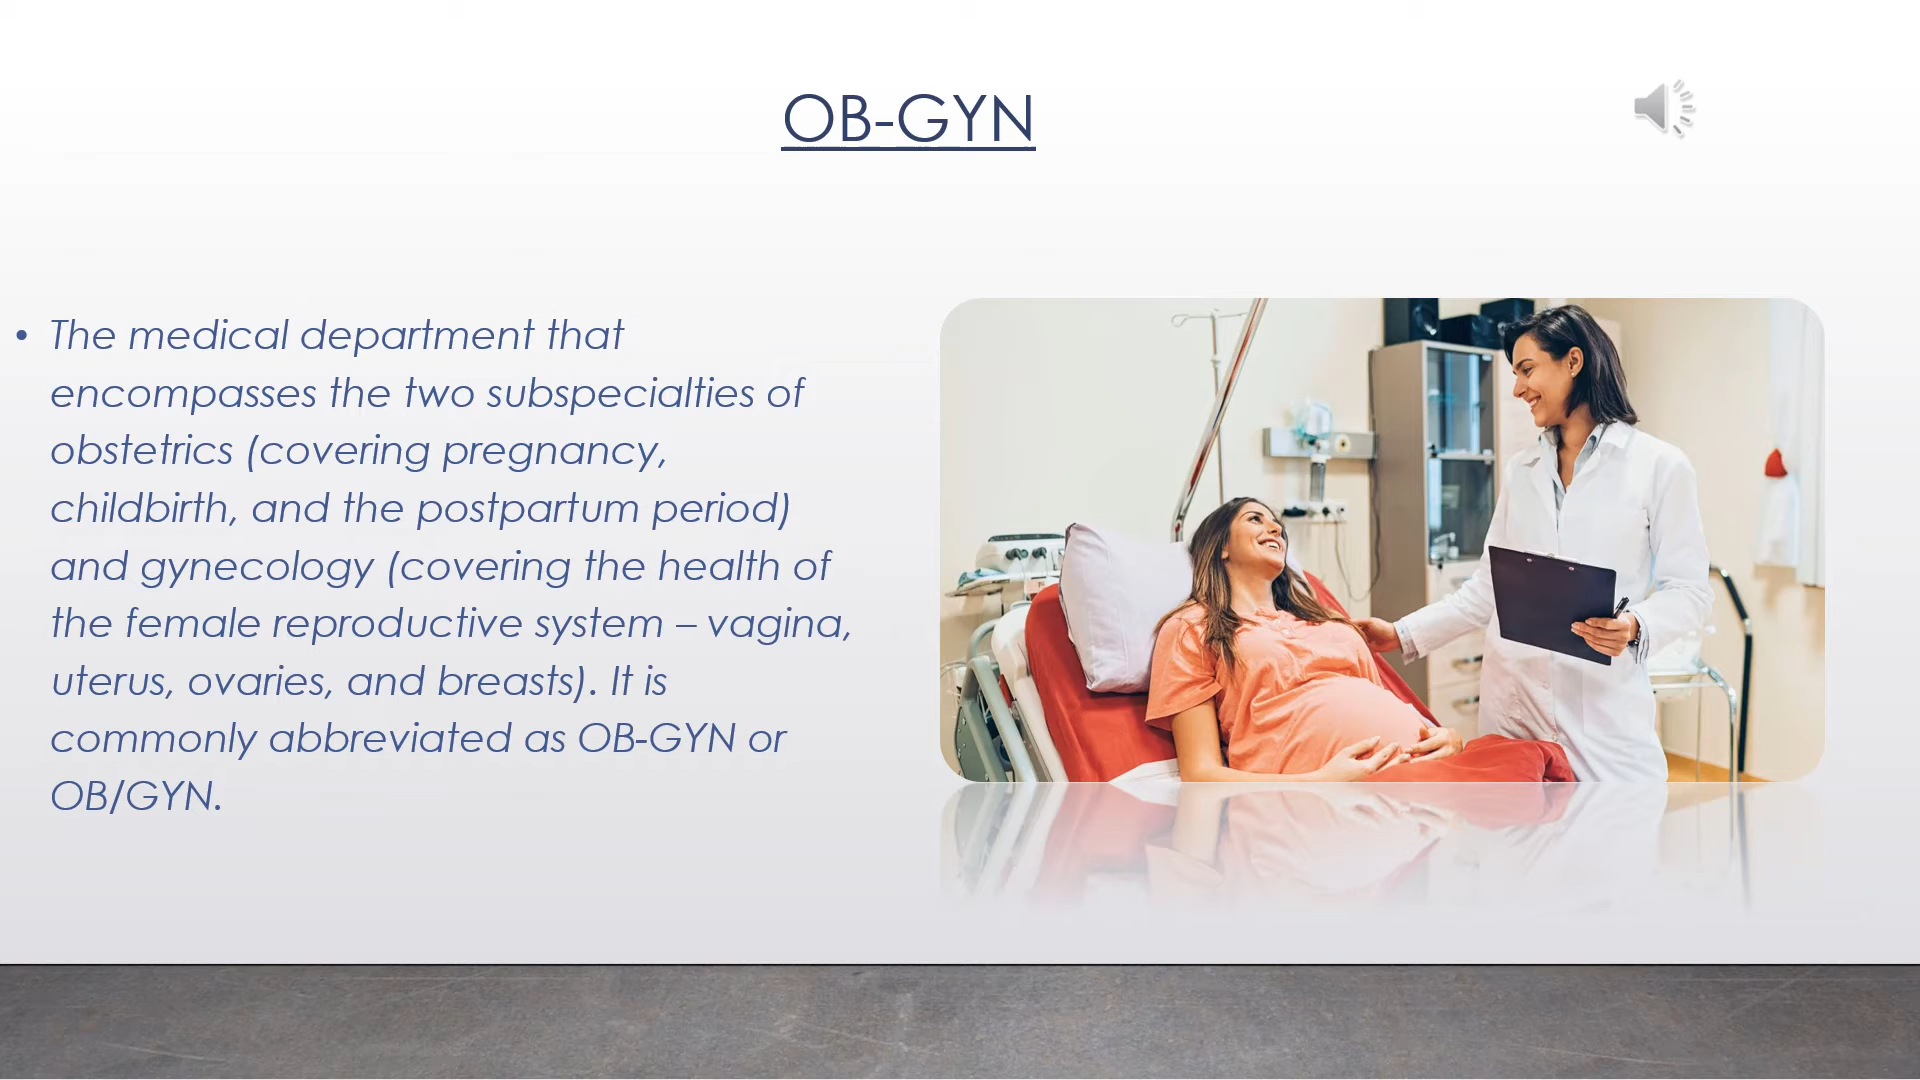 OB-GYN
• The medical department that
encompasses the two subspecialties of
obstetrics (covering pregnancy,
childbirth, and the postpartum period)
and gynecology (covering the health of
the female reproductive system – vagina,
uterus, ovaries, and breasts). It is
commonly abbreviated as OB-GYN or
OB/GYN.